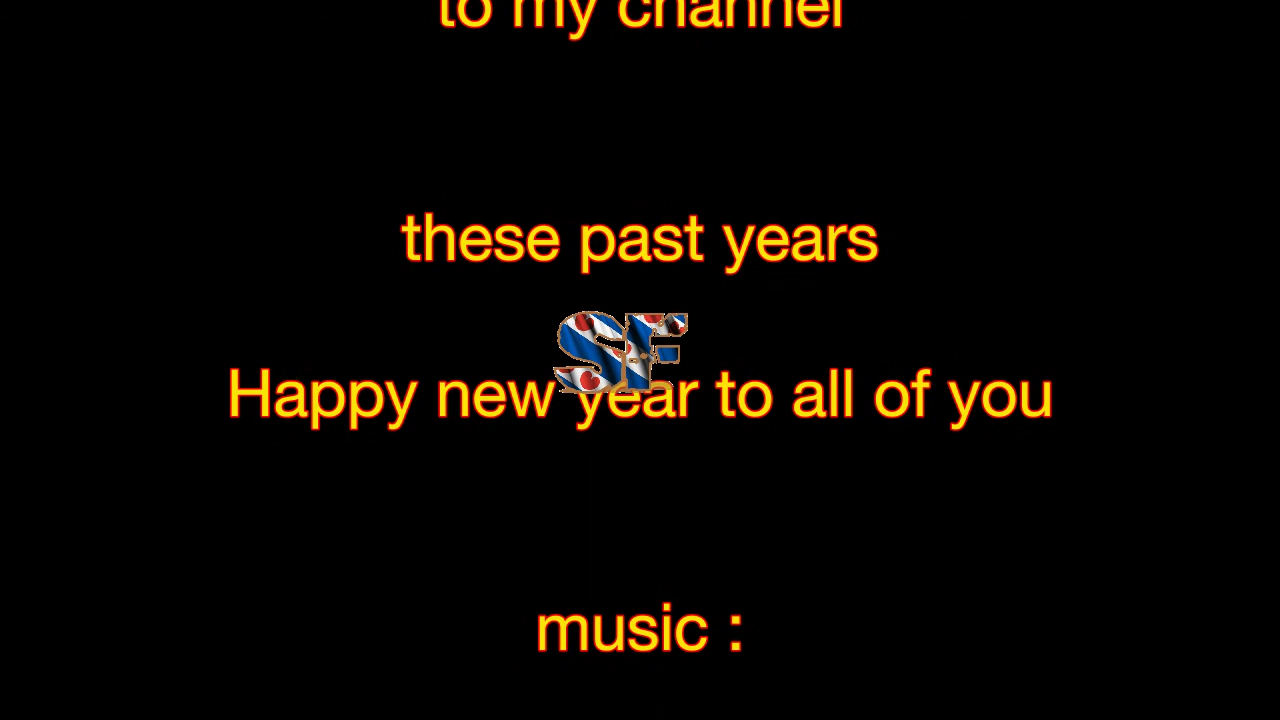 to my channel
these past years
SF
Happy new year to all of you
music :